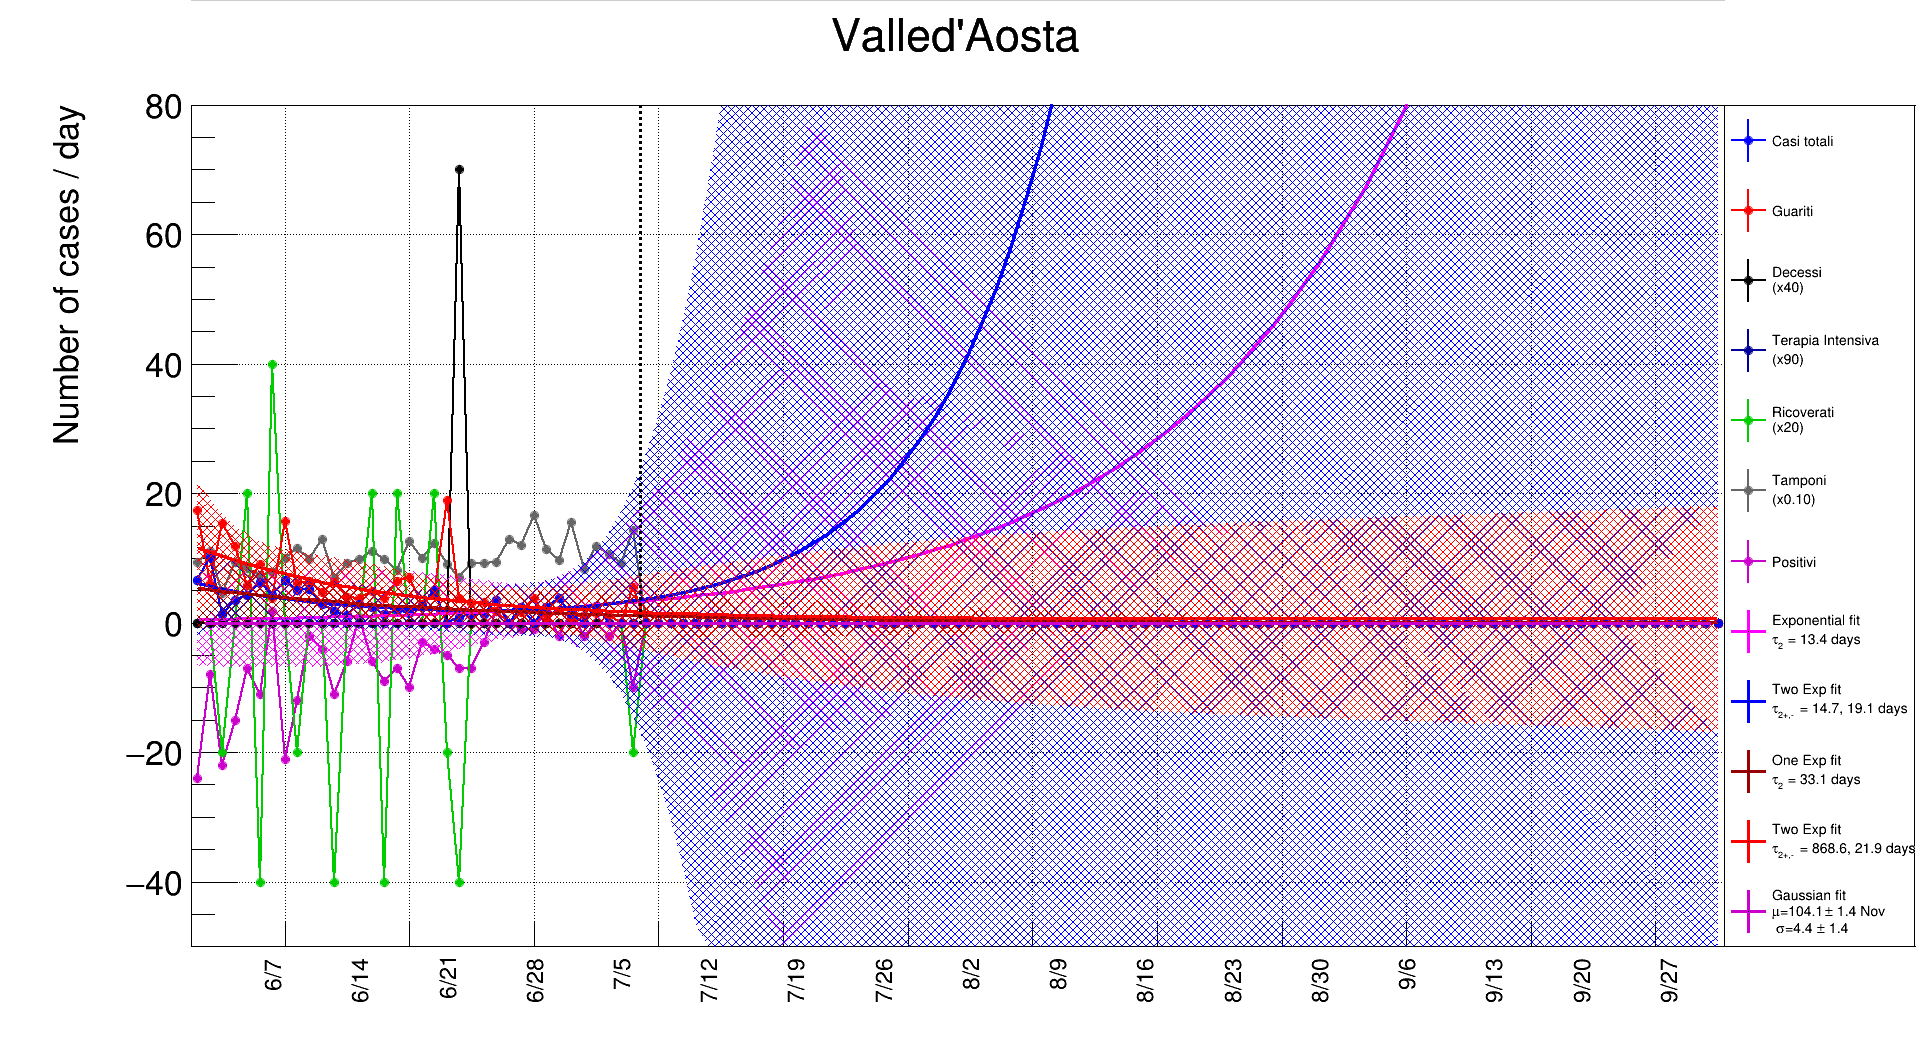 Valled'Aosta
Number of cases / day
80
60
40
20
0
−20
−40
6/7
6/14
6/21
6/28
7/5
7/12
7/19
7/26
8/2
8/9
8/16
8/23
8/30
9/6
9/13
9/20
9/27
Casi totali
Guariti
Decessi
(x40)
Terapia Intensiva
(x90)
Ricoverati
(x20)
Tamponi
(x0.10)
Positivi
Exponential fit
τ2 = 13.4 days
Two Exp fit
τ2+,- = 14.7, 19.1 days
One Exp fit
τ2 = 33.1 days
Two Exp fit
τ2+,- = 868.6, 21.9 days
Gaussian fit
μ=104.1± 1.4 Nov
σ=4.4 ± 1.4